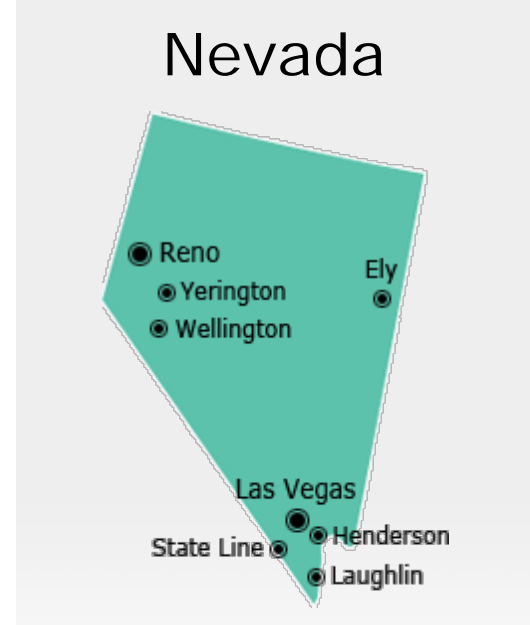 Nevada
Reno
Ely
Yerington
Wellington
Las Vegas
Henderson
State Line
Laughlin